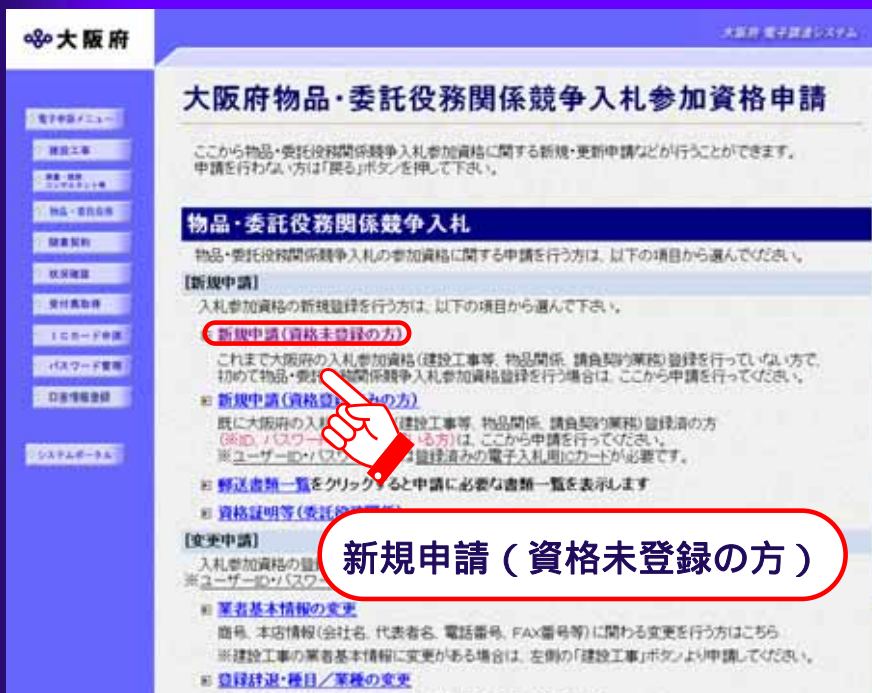 大阪府
大阪府 電子調達システム
大阪府物品・委託役務関係競争入札参加資格申請
電子申請メニュー
建設工事
ここから物品・委託役務関係競争入札参加資格に関する新規・更新申請などが行うことができます。
申請を行わない方は「戻る」ボタンを押して下さい。
物品・委託役務
随意契約
状況確認
受付票取得
ICカード申請
パスワード管理
口座情報登録
システムポータル
物品・委託役務関係競争入札
物品・委託役務関係競争入札の参加資格に関する申請を行う方は、以下の項目から選んでください。
[新規申請]
入札参加資格の新規登録を行う方は、以下の項目から選んで下さい。
新規申請(資格未登録の方)
これまで大阪府の入札参加資格(建設工事等、物品関係、請負契約業務)登録を行っていない方で、
初めて物品・委託 務関係競争入札参加資格登録を行う場合は、ここから申請を行ってください。
新規申請(資格登 みの方)
既に大阪府の入 (建設工事等、物品関係、請負契約業務)登録済の方
(※ID、パスワー いる方)は、ここから申請を行ってください。
※ユーザーID・パスワ は登録済みの電子入札用ICカードが必要です。
郵送書類一覧をクリックすると申請に必要な書類一覧を表示します
資格証明等(委託役務関係)
[変更申請]
入札参加資格の登
※ユーザーID・パスワー
新規申請(資格未登録の方)
業者基本情報の変更
商号、本店情報(会社名、代表者名、電話番号、FAX番号等)に関わる変更を行う方はこちら
※建設工事の業者基本情報に変更がある場合は、左側の「建設工事」ボタンより申請してください。
登録辞退・種目/業種の変更